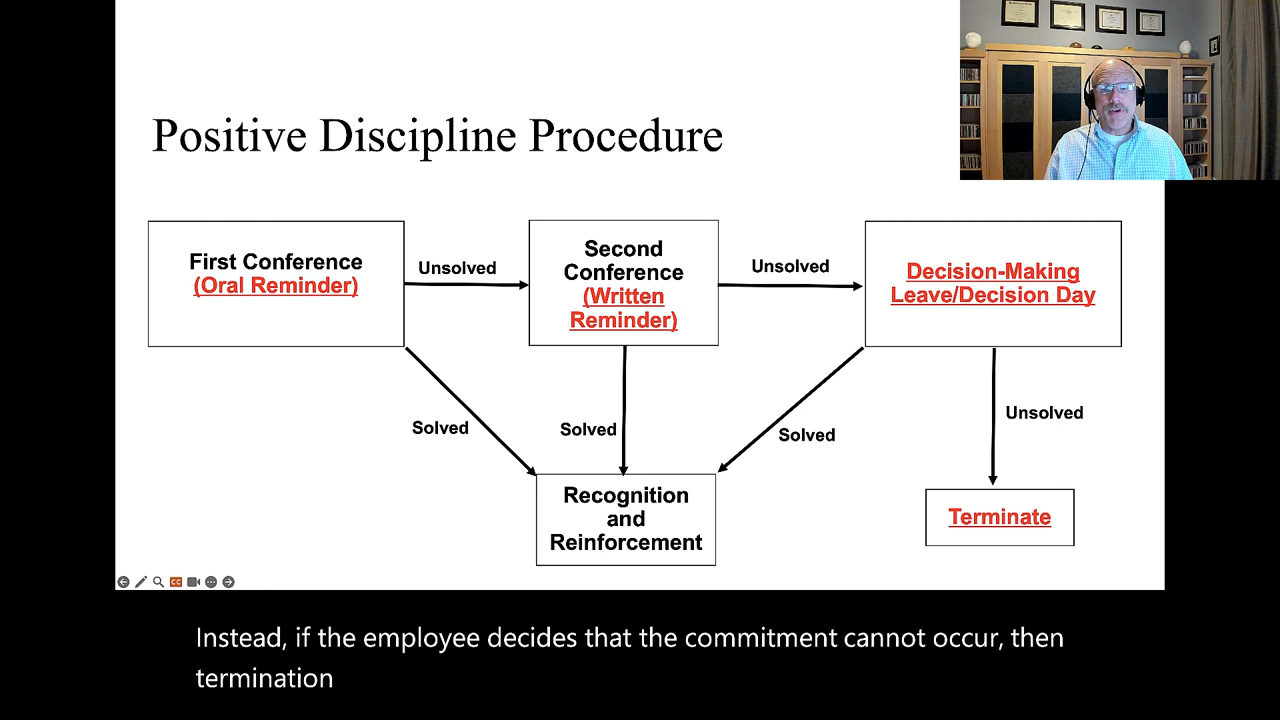 Positive Discipline Procedure
First Conference
(Oral Reminder)
Unsolved
Second
Conference
(Written
Reminder)
Unsolved
Decision-Making
Leave/Decision Day
Solved
Solved
Solved
Unsolved
Recognition
and
Reinforcement
Terminate
CC
Instead, if the employee decides that the commitment cannot occur, then
termination